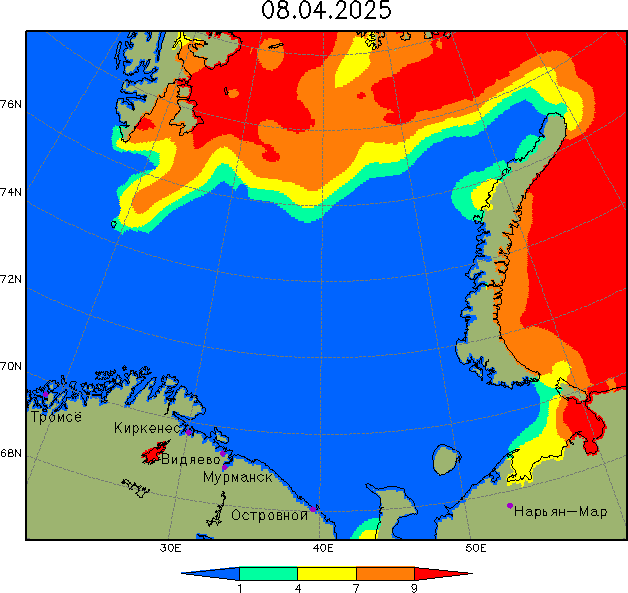 08.04.2025
76N
74N
72N
70N
68N
Тромсё
Киркенес
Видяево
Мурманск
Островной
Нарьян-Мар
30E 40E 50E
1 4 7 9